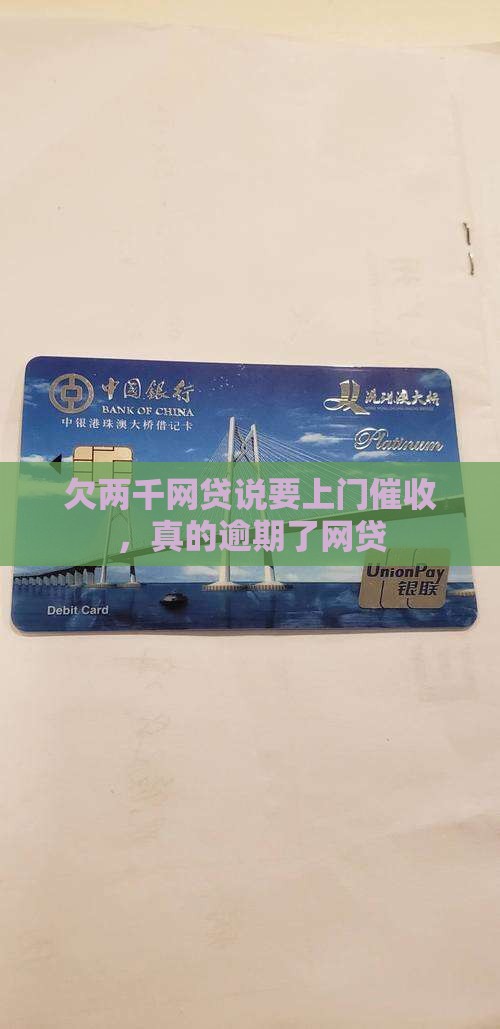 中国銀行
BANK OF CHINA
中银港珠澳大桥借记卡
港珠澳大桥
Platinum
欠两千网贷说要上门催收
，真的逾期了网贷
UnionPay
银联
Debit Card